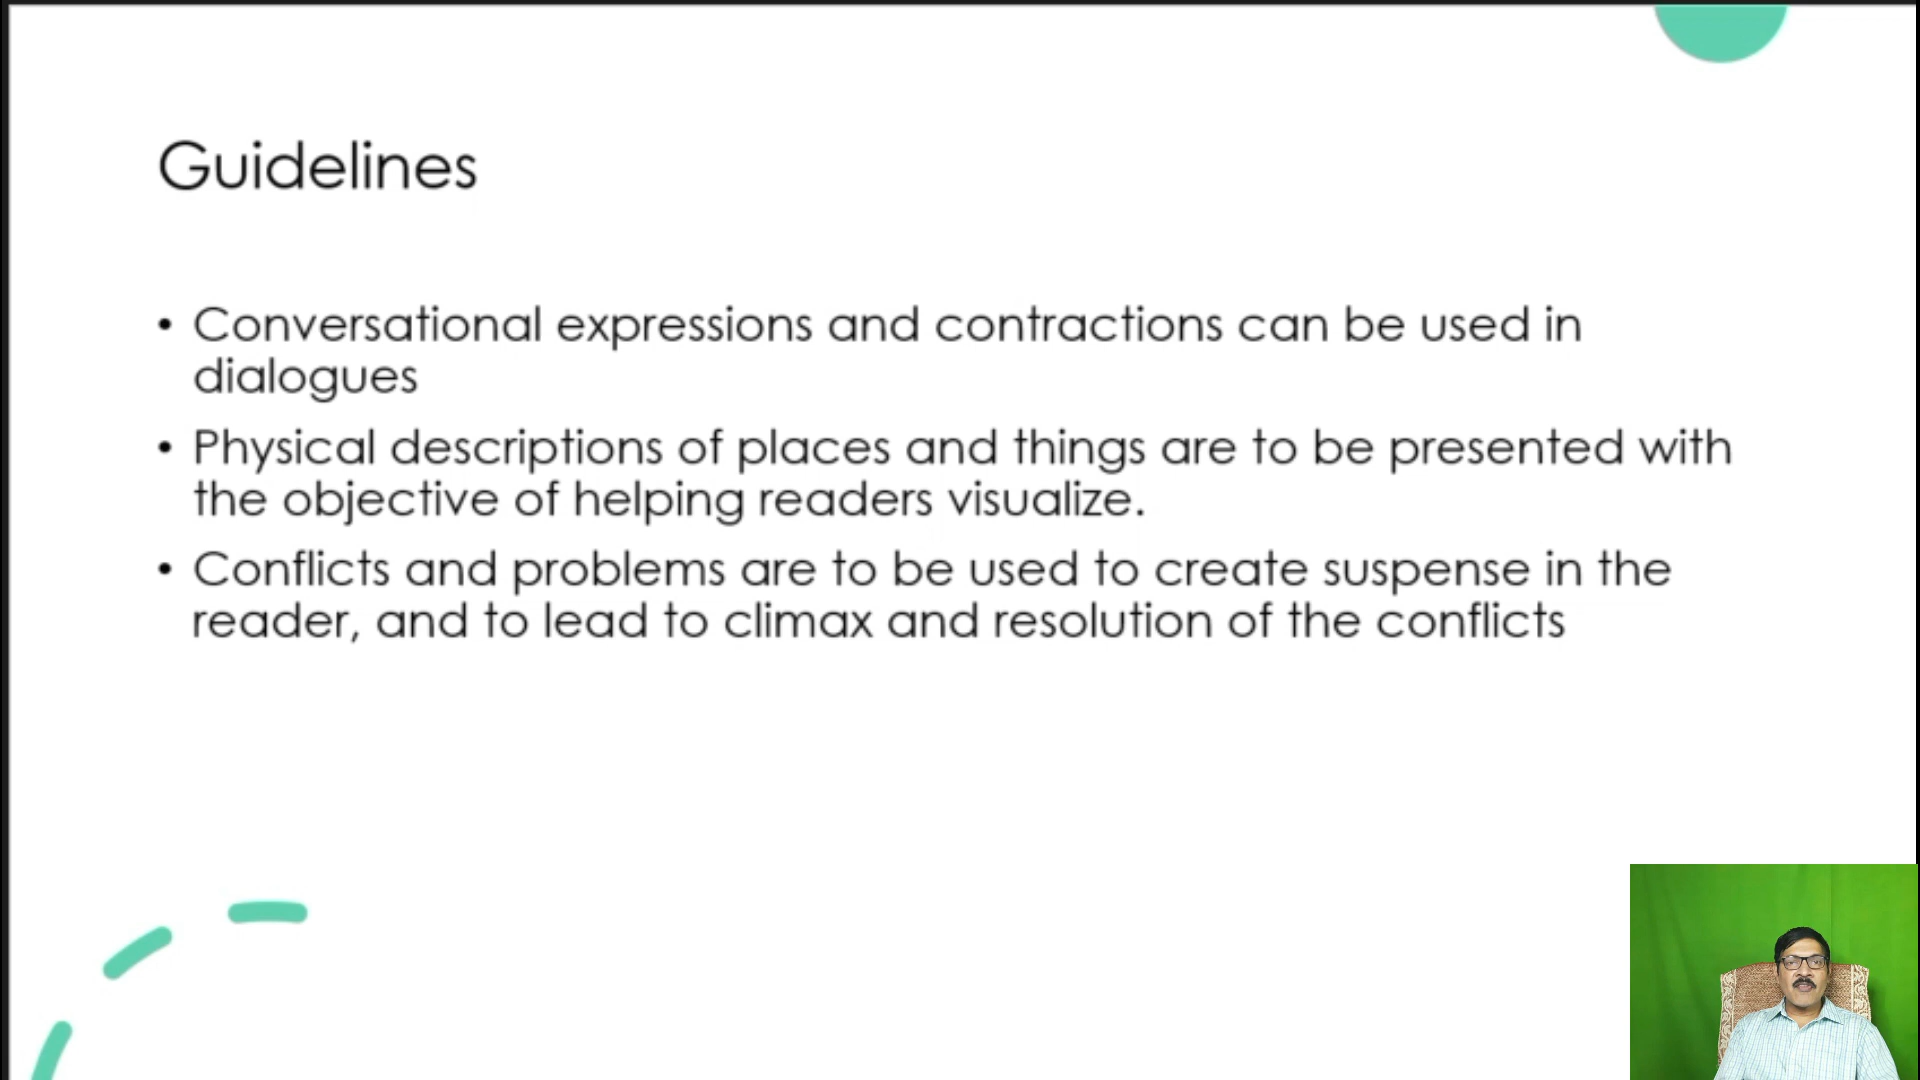 Guidelines
• Conversational expressions and contractions can be used in
dialogues
• Physical descriptions of places and things are to be presented with
the objective of helping readers visualize.
• Conflicts and problems are to be used to create suspense in the
reader, and to lead to climax and resolution of the conflicts